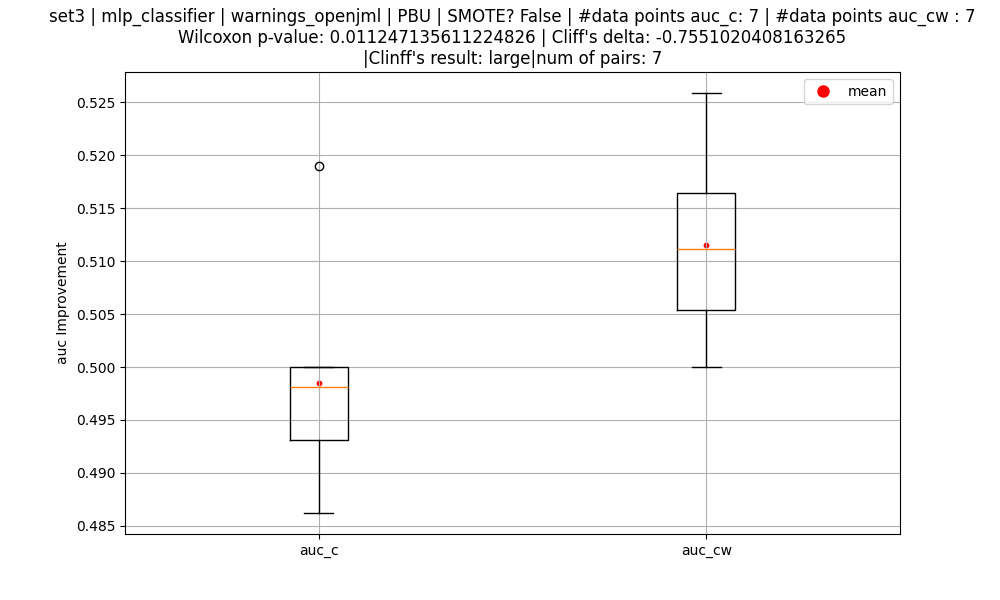 set3 | mlp_classifier | warnings_openjml | PBU | SMOTE? False | #data points auc_c: 7 | #data points auc_cw : 7
Wilcoxon p-value: 0.011247135611224826 | Cliff's delta: -0.7551020408163265
|Clinff's result: large|num of pairs: 7
mean
0.525
0.520
0.515
0.510
0.505
0.500
0.495
0.490
0.485
auc Improvement
auc_c
auc_cw